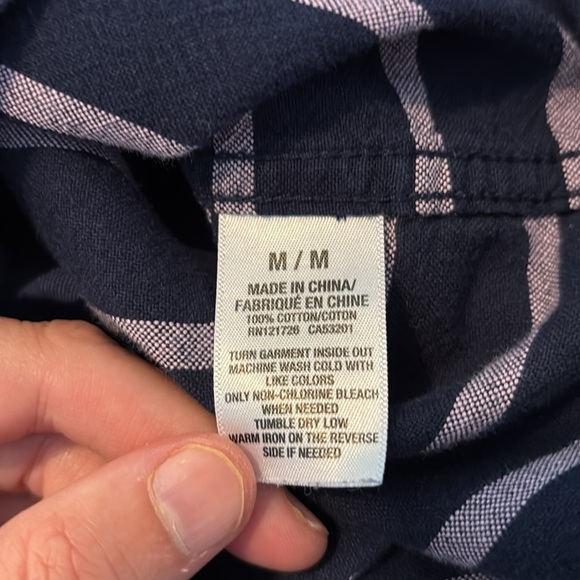 M / M
MADE IN CHINA/
FABRIQUÉ EN CHINE
100% COTTON/COTON
RN121726 CA53201
TURN GARMENT INSIDE OUT
MACHINE WASH COLD WITH
LIKE COLORS
ONLY NON-CHLORINE BLEACH
WHEN NEEDED
TUMBLE DRY LOW
WARM IRON ON THE REVERSE
SIDE IF NEEDED